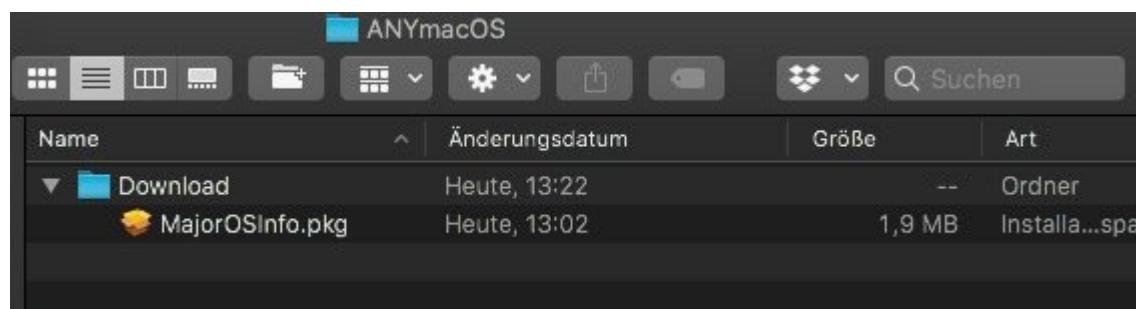 ANYmacOS
Suchen
Name Änderungsdatum Größe Art
Download Heute, 13:22 -- Ordner
MajorOSInfo.pkg Heute, 13:02 1,9 MB Installa...spa